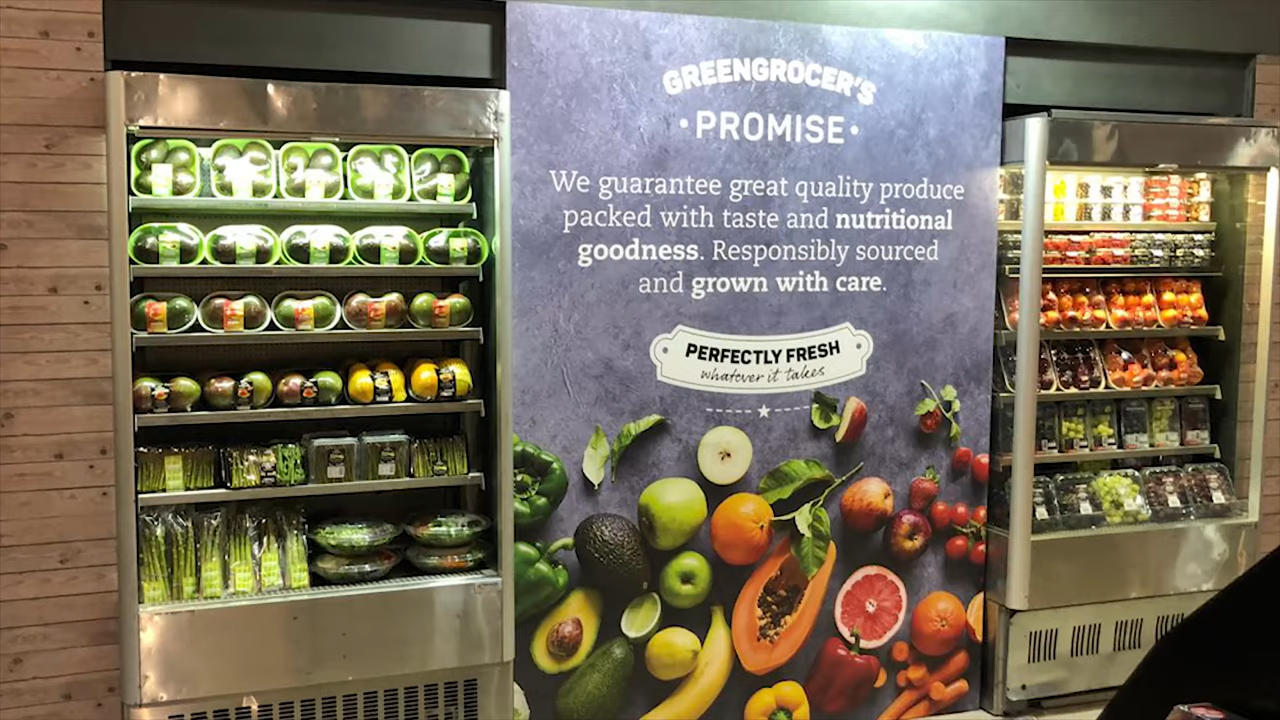 GREENGROCER'S
• PROMISE •
We guarantee great quality produce
packed with taste and nutritional
goodness. Responsibly sourced
and grown with care.
PERFECTLY FRESH
whatever it takes